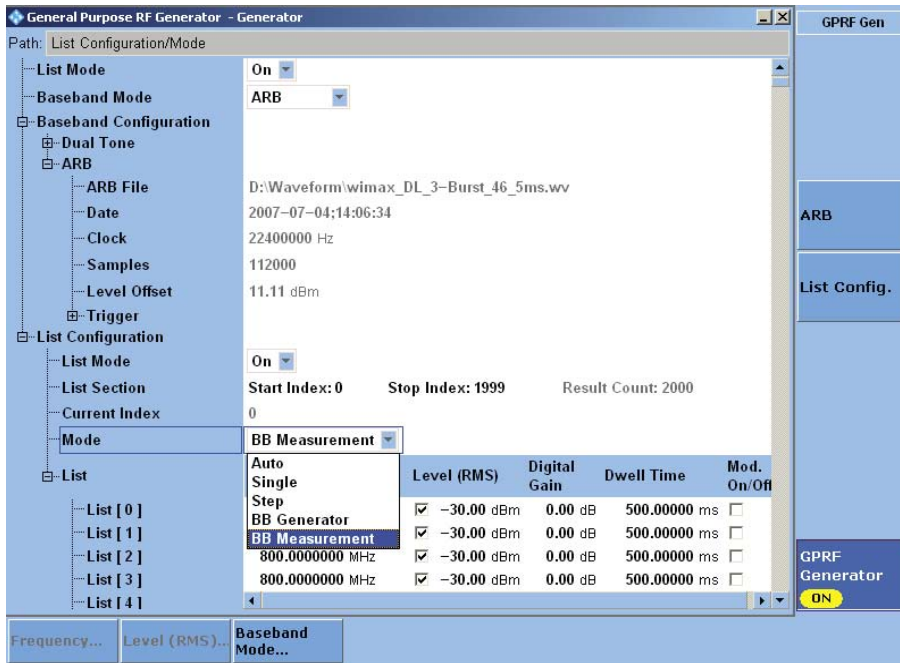 General Purpose RF Generator - Generator
GPRF Gen
Path: List Configuration/Mode
List Mode On
Baseband Mode ARB
Baseband Configuration
Dual Tone
ARB
ARB File D:\Waveform\wimax_DL_3-Burst_46_5ms.wv
Date 2007-07-04;14:06:34
Clock 22400000 Hz
Samples 112000
Level Offset 11.11 dBm
Trigger
List Configuration
List Mode On
List Section Start Index: 0 Stop Index: 1999 Result Count: 2000
Current Index 0
Mode BB Measurement
Auto
Single
Step
BB Generator
BB Measurement
List Level (RMS) Digital Gain Dwell Time Mod. On/Off
List [ 0 ] -30.00 dBm 0.00 dB 500.00000 ms
List [ 1 ] -30.00 dBm 0.00 dB 500.00000 ms
List [ 2 ] 800.0000000 MHz -30.00 dBm 0.00 dB 500.00000 ms
List [ 3 ] 800.0000000 MHz -30.00 dBm 0.00 dB 500.00000 ms
List [ 4 ]
ARB
List Config.
GPRF Generator
ON
Frequency...
Level (RMS)...
Baseband Mode...